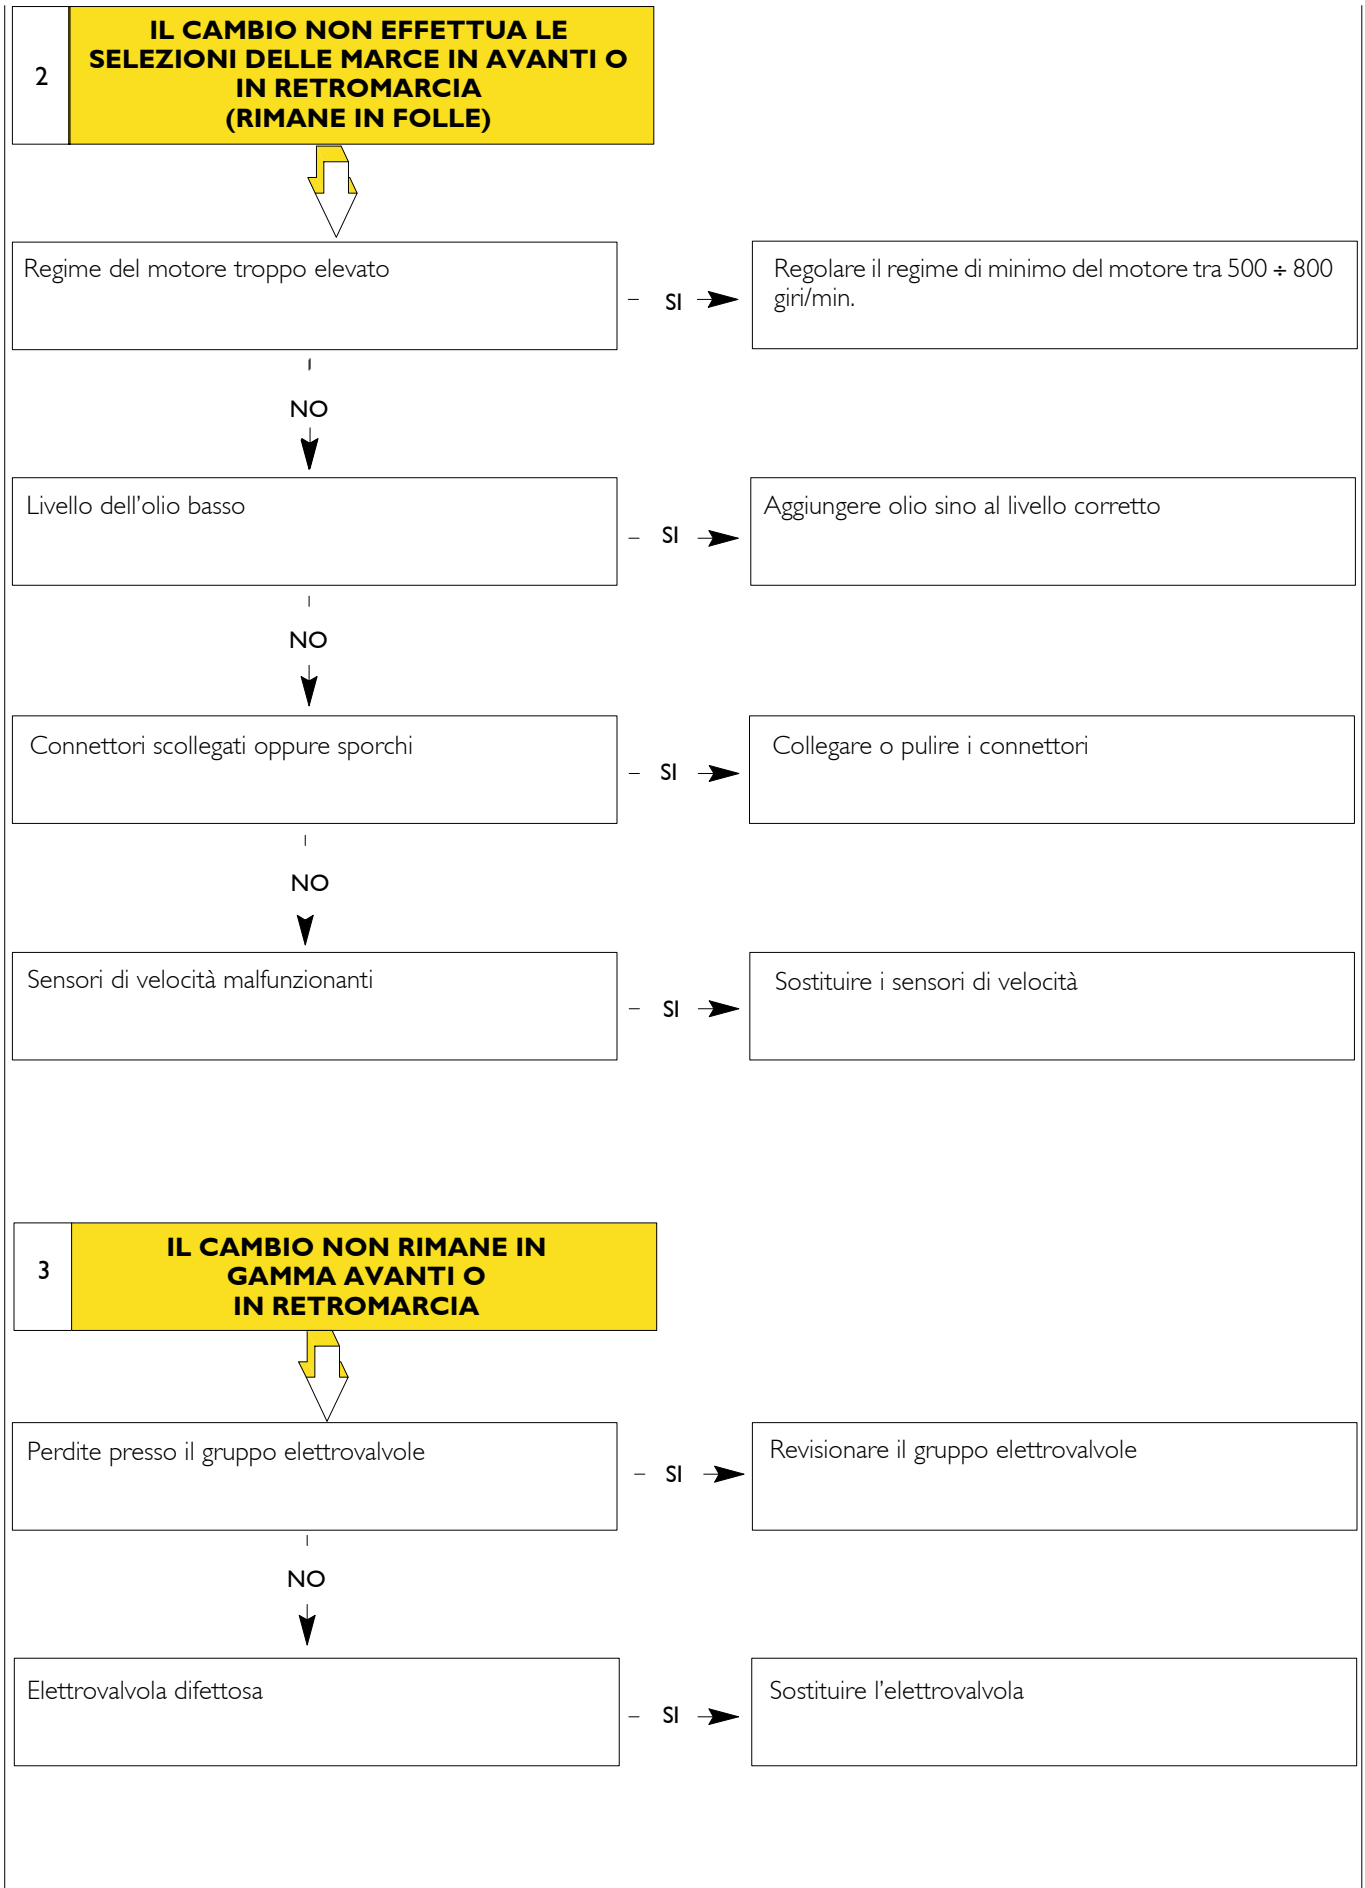 2
IL CAMBIO NON EFFETTUA LE
SELEZIONI DELLE MARCE IN AVANTI O
IN RETROMARCIA
(RIMANE IN FOLLE)
Regime del motore troppo elevato
SI
Regolare il regime di minimo del motore tra 500 ÷ 800
giri/min.
NO
Livello dell’olio basso
SI
Aggiungere olio sino al livello corretto
NO
Connettori scollegati oppure sporchi
SI
Collegare o pulire i connettori
NO
Sensori di velocità malfunzionanti
SI
Sostituire i sensori di velocità
3
IL CAMBIO NON RIMANE IN
GAMMA AVANTI O
IN RETROMARCIA
Perdite presso il gruppo elettrovalvole
SI
Revisionare il gruppo elettrovalvole
NO
Elettrovalvola difettosa
SI
Sostituire l’elettrovalvola